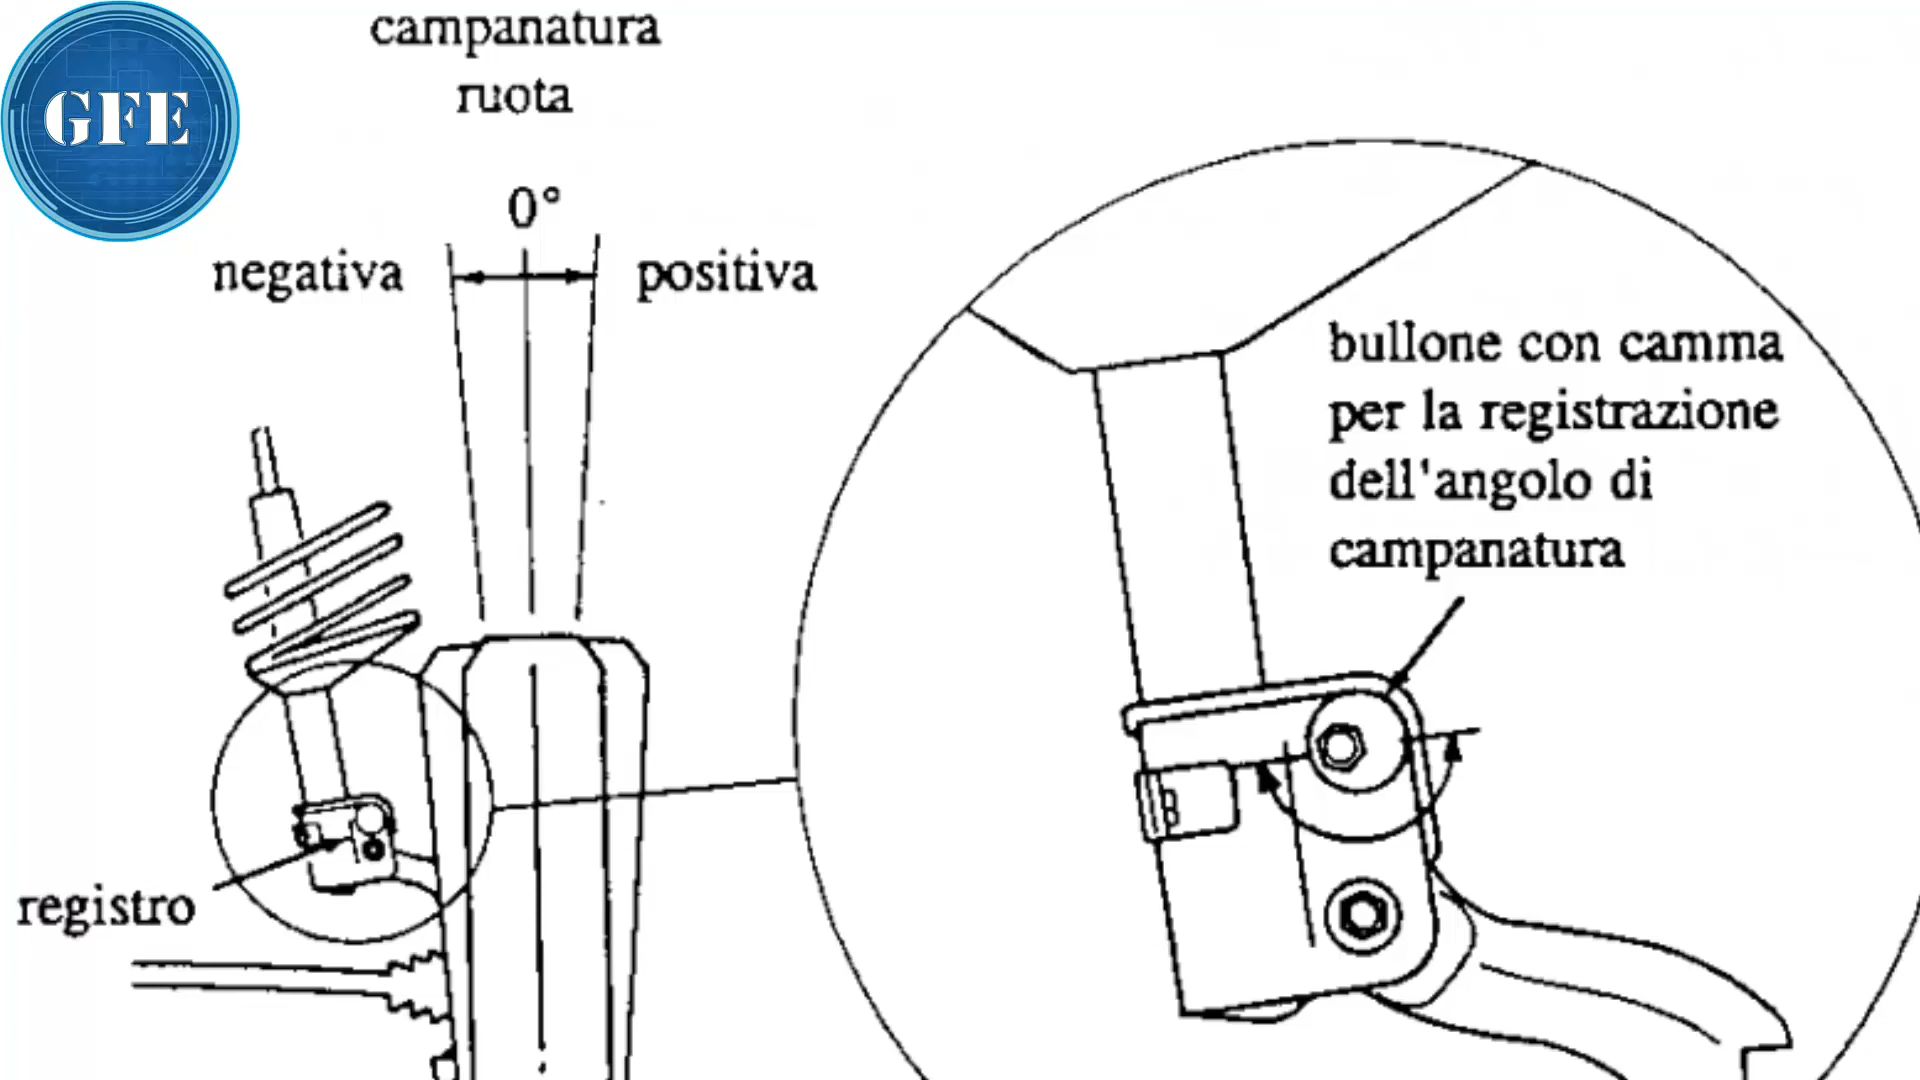 GFE
campanatura
ruota
0°
negativa
positiva
bullone con camma
per la registrazione
dell'angolo di
campanatura
registro